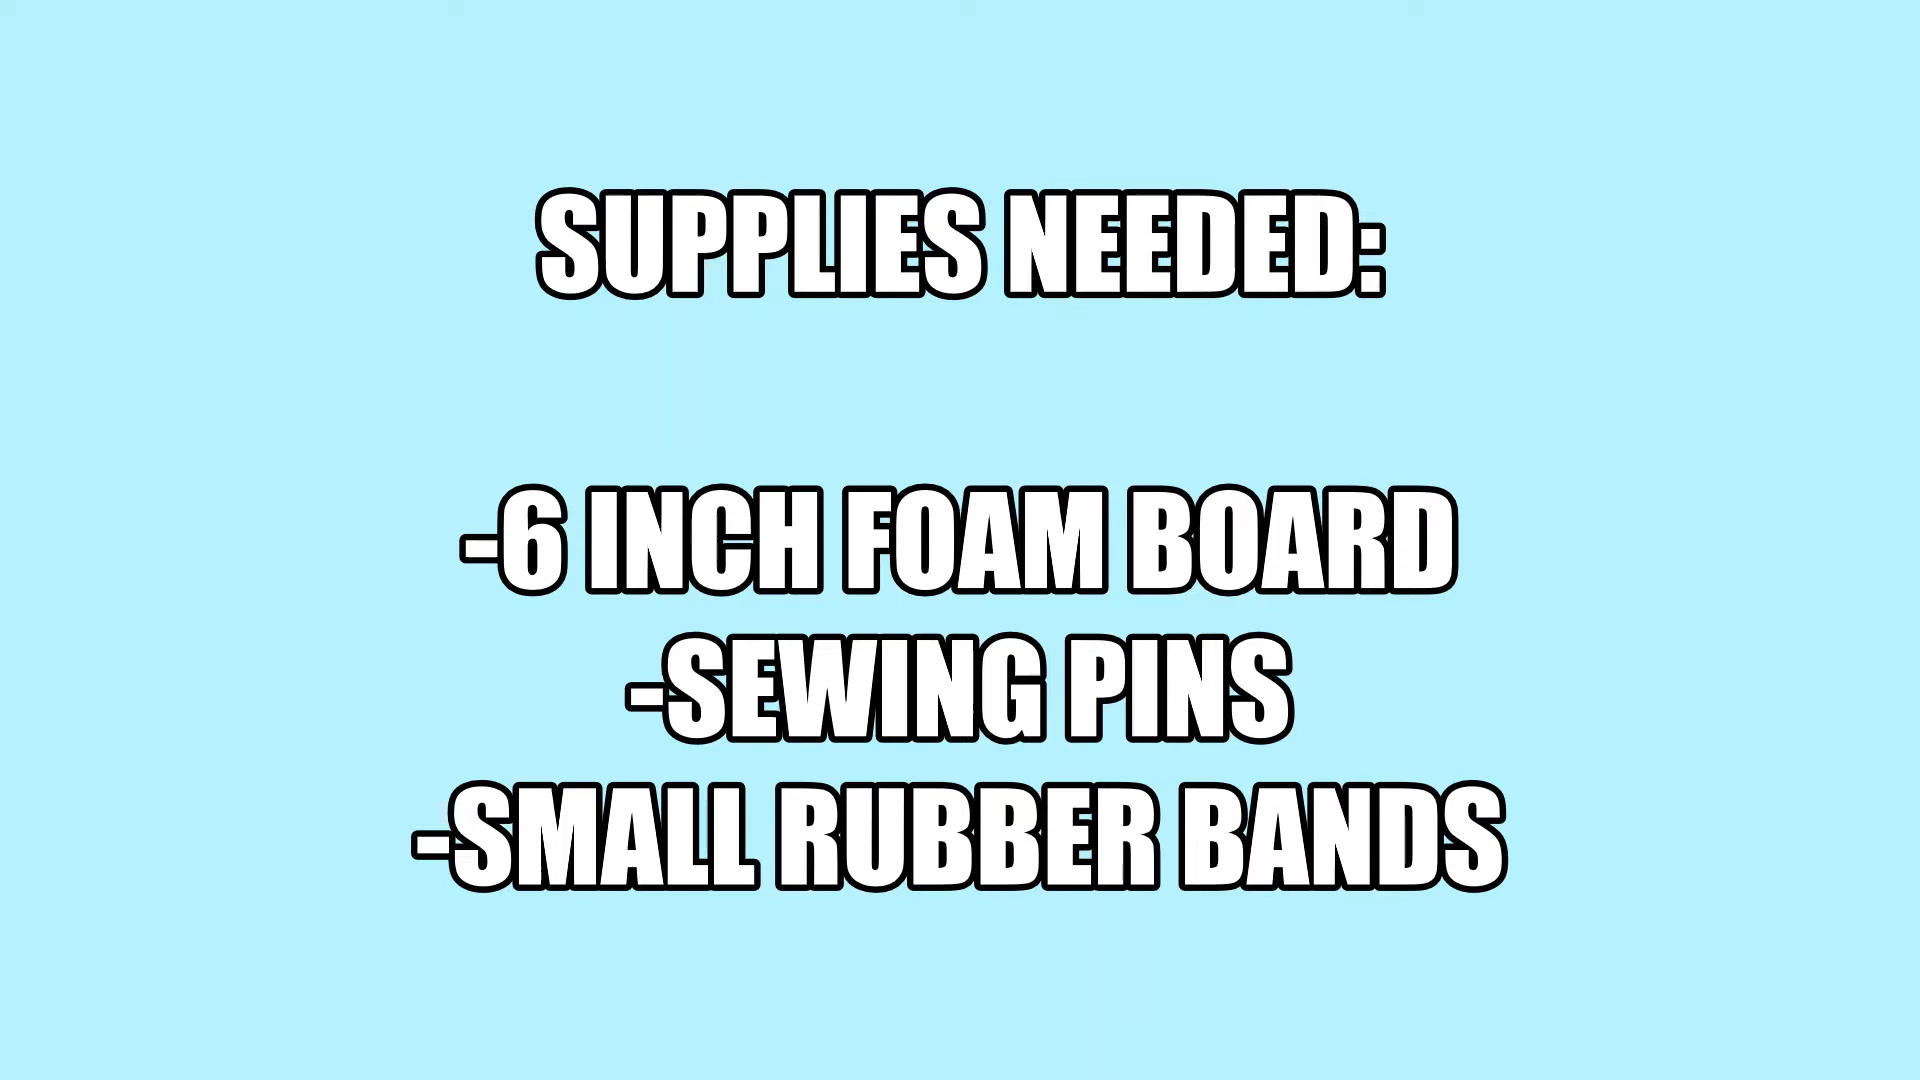 SUPPLIES NEEDED:
-6 INCH FOAM BOARD
-SEWING PINS
-SMALL RUBBER BANDS